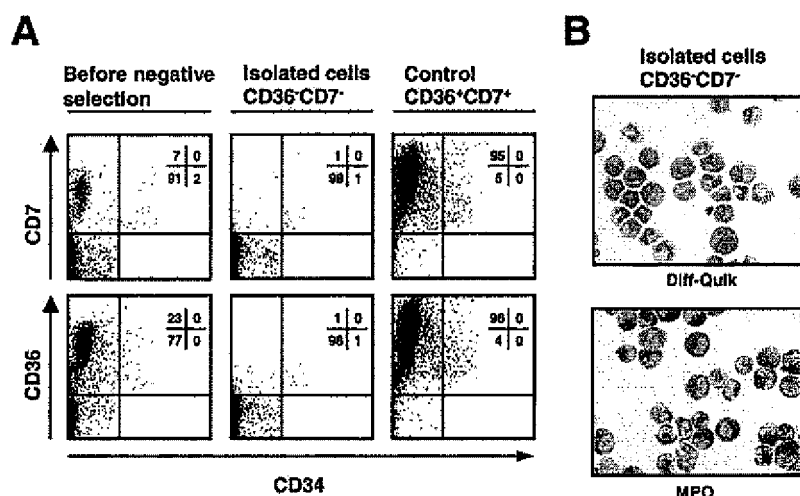 A
Before negative
selection
Isolated cells
CD36-CD7-
Control
CD36+CD7+
CD7
7 0
91 2
1 0
98 1
95 0
5 0
CD36
23 0
77 0
1 0
98 1
96 0
4 0
CD34
B
Isolated cells
CD36-CD7-
Diff-Quik
MPO